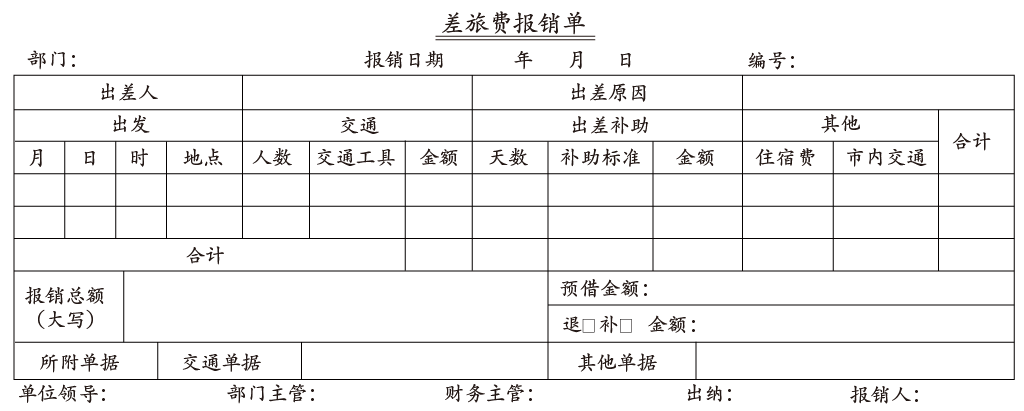 差旅费报销单
部门： 报销日期 年 月 日 编号：
出差人 出差原因
出发 交通 出差补助 其他 合计
月 日 时 地点 人数 交通工具 金额 天数 补助标准 金额 住宿费 市内交通
合计
报销总额（大写） 预借金额：
退□补□ 金额：
所附单据 交通单据 其他单据
单位领导： 部门主管： 财务主管： 出纳： 报销人：